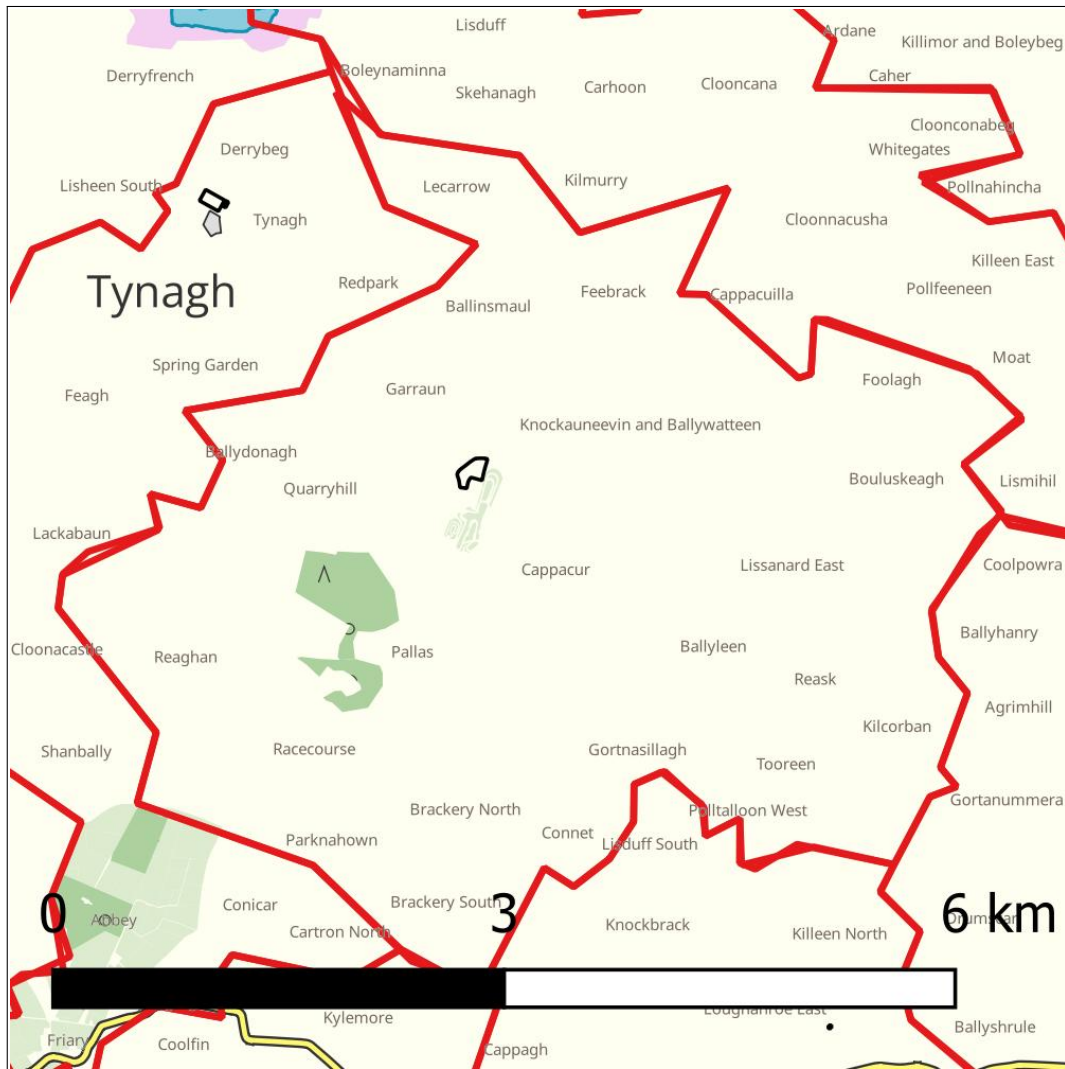 Lisduff
Ardane
Killimor and Boleybeg
Derryfrench
Boleynaminna
Skehanagh
Carhoon
Clooncana
Caher
Cloonconabeg
Derrybeg
Whitegates
Lisheen South
Lecarrow
Kilmurry
Pollnahincha
Tynagh
Cloonnacusha
Killeen East
Tynagh
Redpark
Ballinsmaul
Feebrack
Cappacuilla
Pollfeeneen
Spring Garden
Moat
Feagh
Garraun
Foolagh
Knockauneevin and Ballywatteen
Ballydonagh
Quarryhill
Bouluskeagh
Lismihil
Lackabaun
Cappacur
Lissanard East
Coolpowra
Cloonacastle
Reaghan
Pallas
Ballyleen
Ballyhanry
Reask
Agrimhill
Kilcorban
Shanbally
Racecourse
Gortnasillagh
Tooreen
Gortanummera
Brackery North
Polltalloon West
Parknahown
Connet
Lisduff South
Conicar
Brackery South
Abbey
0
3
6 km
Cartron North
Knockbrack
Killeen North
Kylemore
Loughanroe East
Friary
Coolfin
Cappagh
Ballyshrule